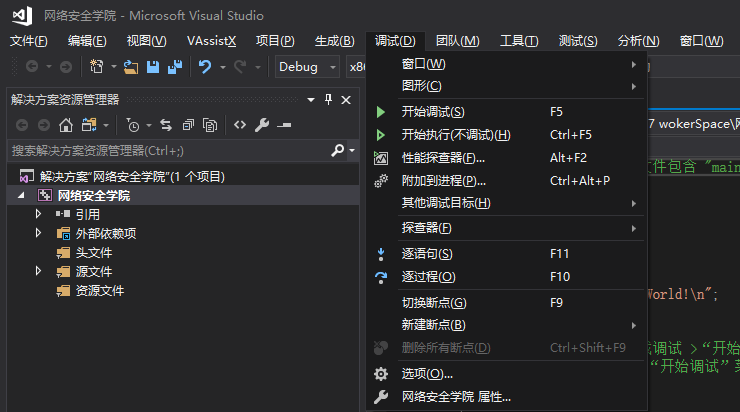 网络安全学院 - Microsoft Visual Studio
文件(F) 编辑(E) 视图(V) VAssistX 项目(P) 生成(B) 调试(D) 团队(M) 工具(T) 测试(S) 分析(N) 窗口(W)
Debug x86
解决方案资源管理器
搜索解决方案资源管理器(Ctrl+;)
解决方案"网络安全学院"(1 个项目)
网络安全学院
引用
外部依赖项
头文件
源文件
资源文件
窗口(W)
图形(C)
开始调试(S) F5
开始执行(不调试)(H) Ctrl+F5
性能探查器(F)... Alt+F2
附加到进程(P)... Ctrl+Alt+P
其他调试目标(H)
探查器(F)
逐语句(S) F11
逐过程(O) F10
切换断点(G) F9
新建断点(B)
删除所有断点(D) Ctrl+Shift+F9
选项(O)...
网络安全学院 属性...
7 wokerSpace\
文件包含 "main
World!\n";
调试 >“开始
“开始调试”